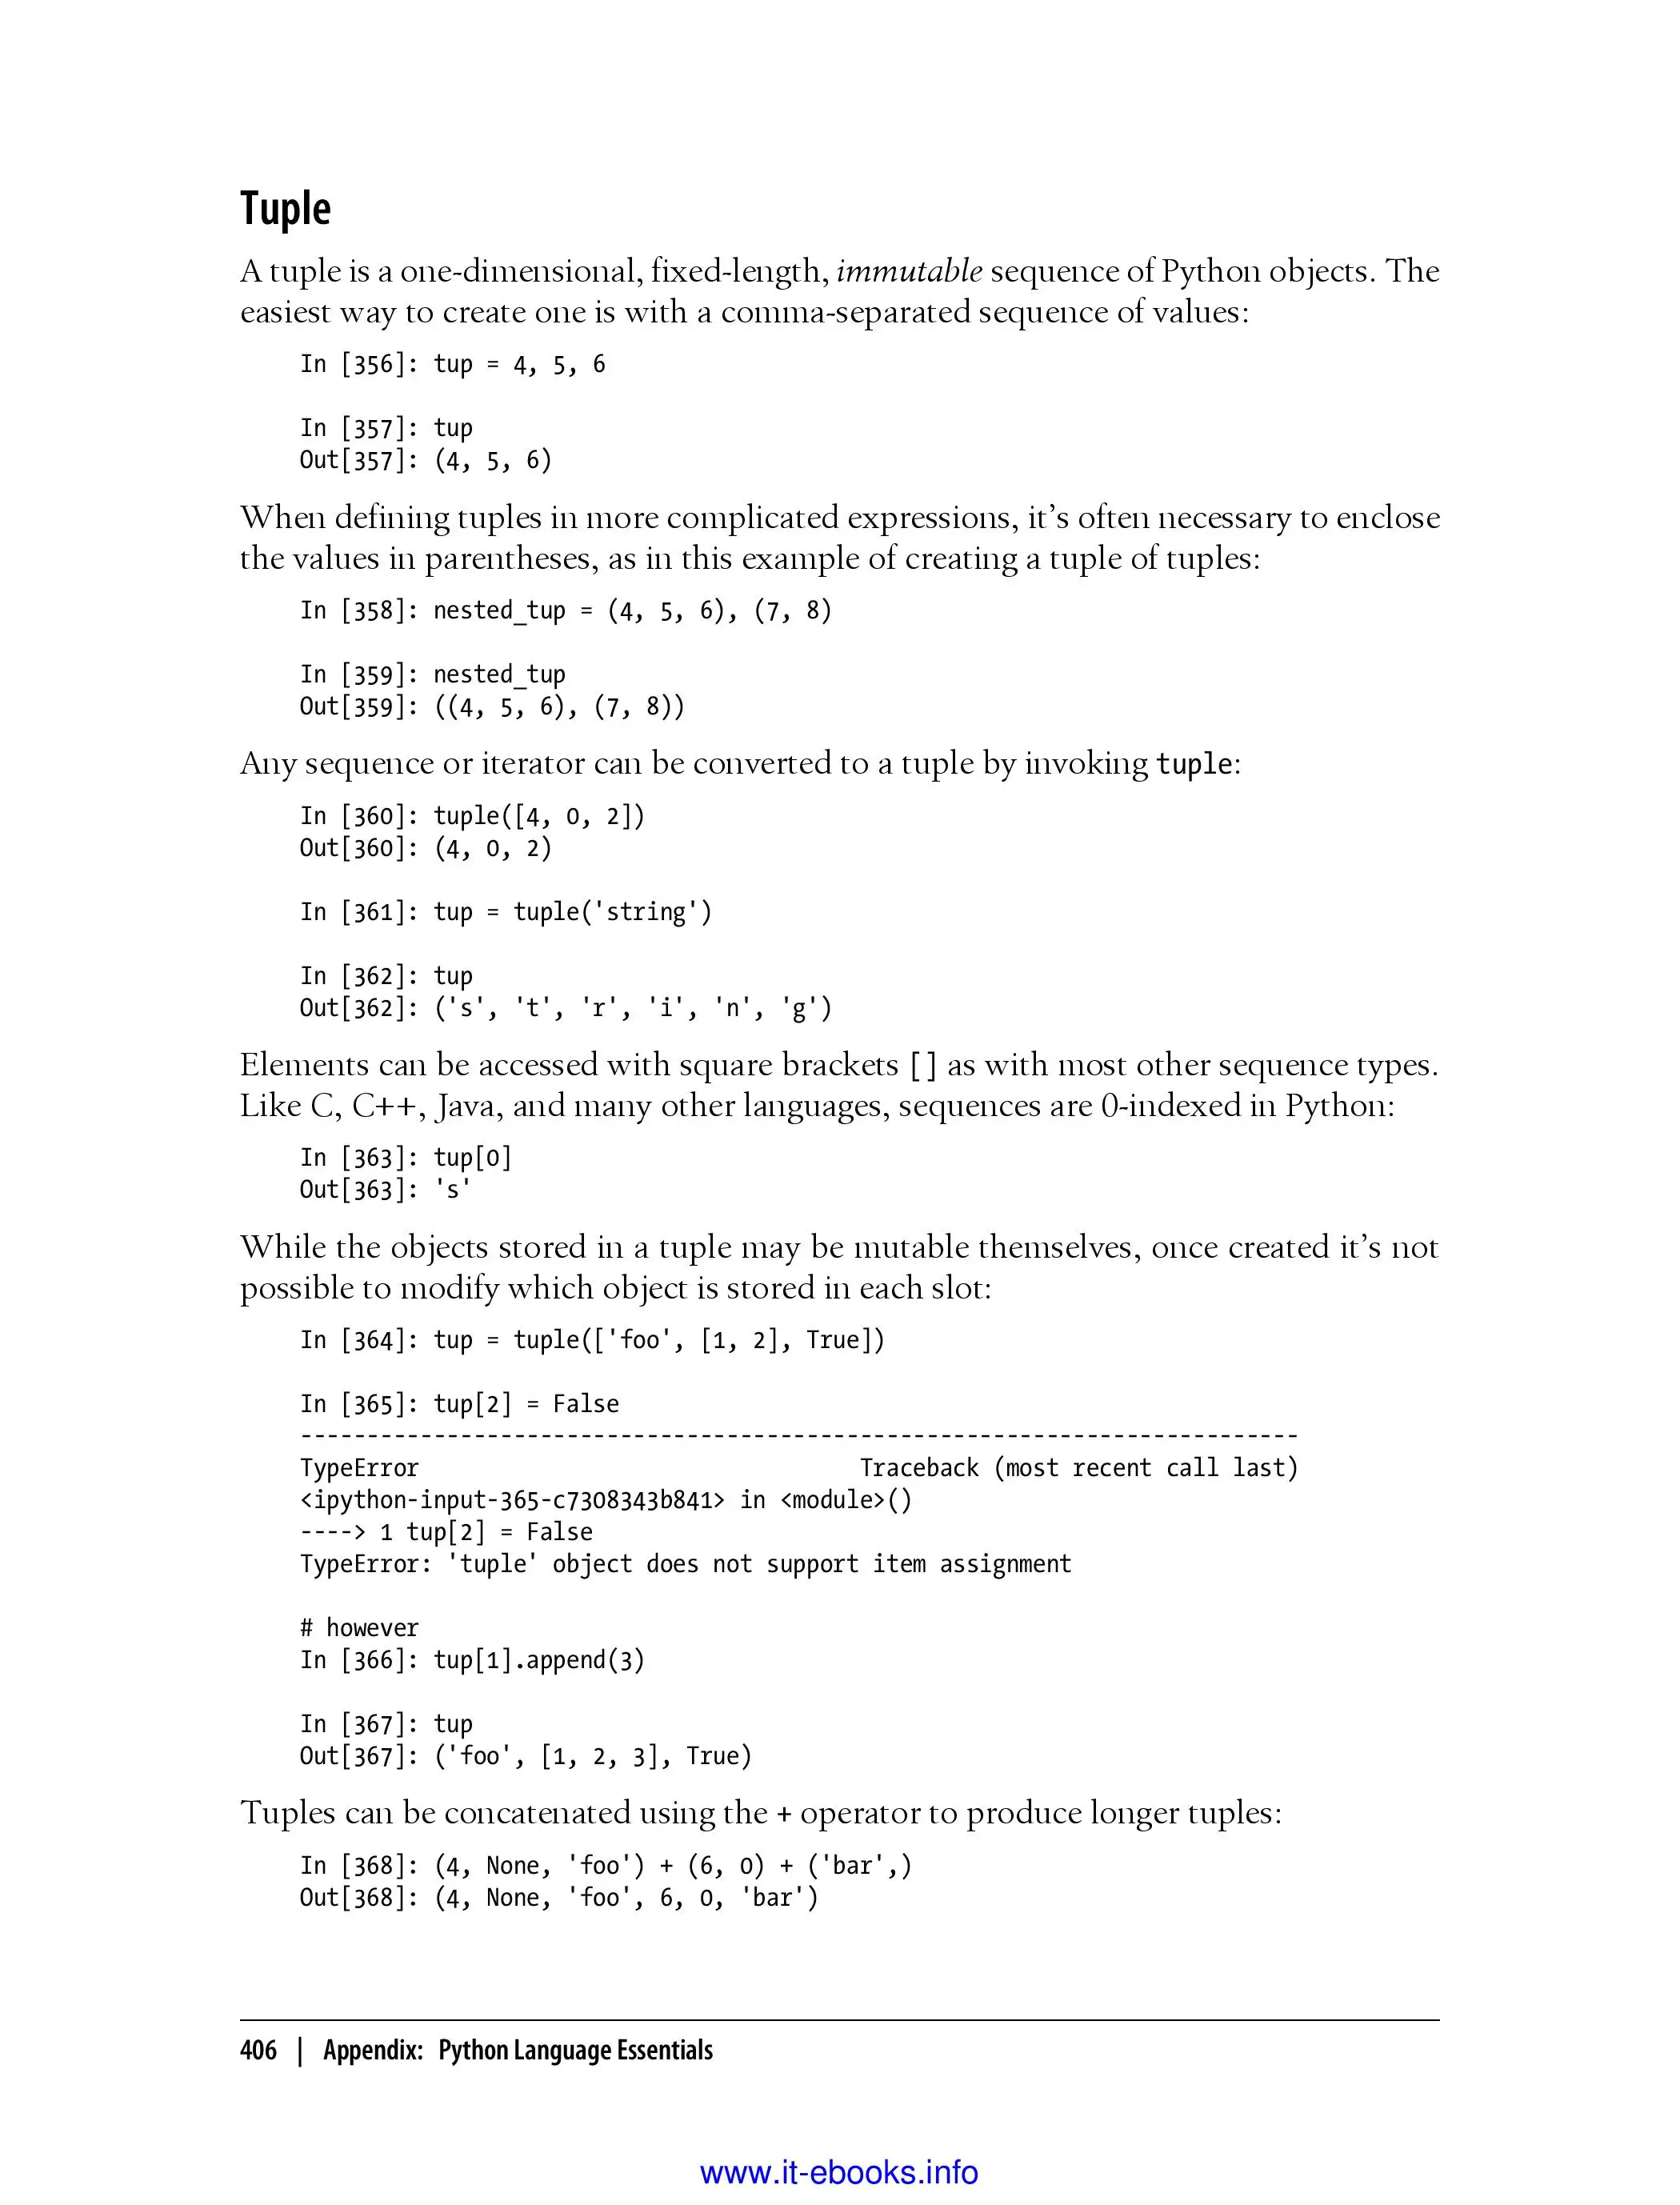 Tuple
A tuple is a one-dimensional, fixed-length, immutable sequence of Python objects. The
easiest way to create one is with a comma-separated sequence of values:
In [356]: tup = 4, 5, 6
In [357]: tup
Out[357]: (4, 5, 6)
When defining tuples in more complicated expressions, it’s often necessary to enclose
the values in parentheses, as in this example of creating a tuple of tuples:
In [358]: nested_tup = (4, 5, 6), (7, 8)
In [359]: nested_tup
Out[359]: ((4, 5, 6), (7, 8))
Any sequence or iterator can be converted to a tuple by invoking tuple:
In [360]: tuple([4, 0, 2])
Out[360]: (4, 0, 2)
In [361]: tup = tuple('string')
In [362]: tup
Out[362]: ('s', 't', 'r', 'i', 'n', 'g')
Elements can be accessed with square brackets [] as with most other sequence types.
Like C, C++, Java, and many other languages, sequences are 0-indexed in Python:
In [363]: tup[0]
Out[363]: 's'
While the objects stored in a tuple may be mutable themselves, once created it’s not
possible to modify which object is stored in each slot:
In [364]: tup = tuple(['foo', [1, 2], True])
In [365]: tup[2] = False
---------------------------------------------------------------------------
TypeError                                 Traceback (most recent call last)
<ipython-input-365-c7308343b841> in <module>()
----> 1 tup[2] = False
TypeError: 'tuple' object does not support item assignment
# however
In [366]: tup[1].append(3)
In [367]: tup
Out[367]: ('foo', [1, 2, 3], True)
Tuples can be concatenated using the + operator to produce longer tuples:
In [368]: (4, None, 'foo') + (6, 0) + ('bar',)
Out[368]: (4, None, 'foo', 6, 0, 'bar')
406 | Appendix: Python Language Essentials
www.it-ebooks.info